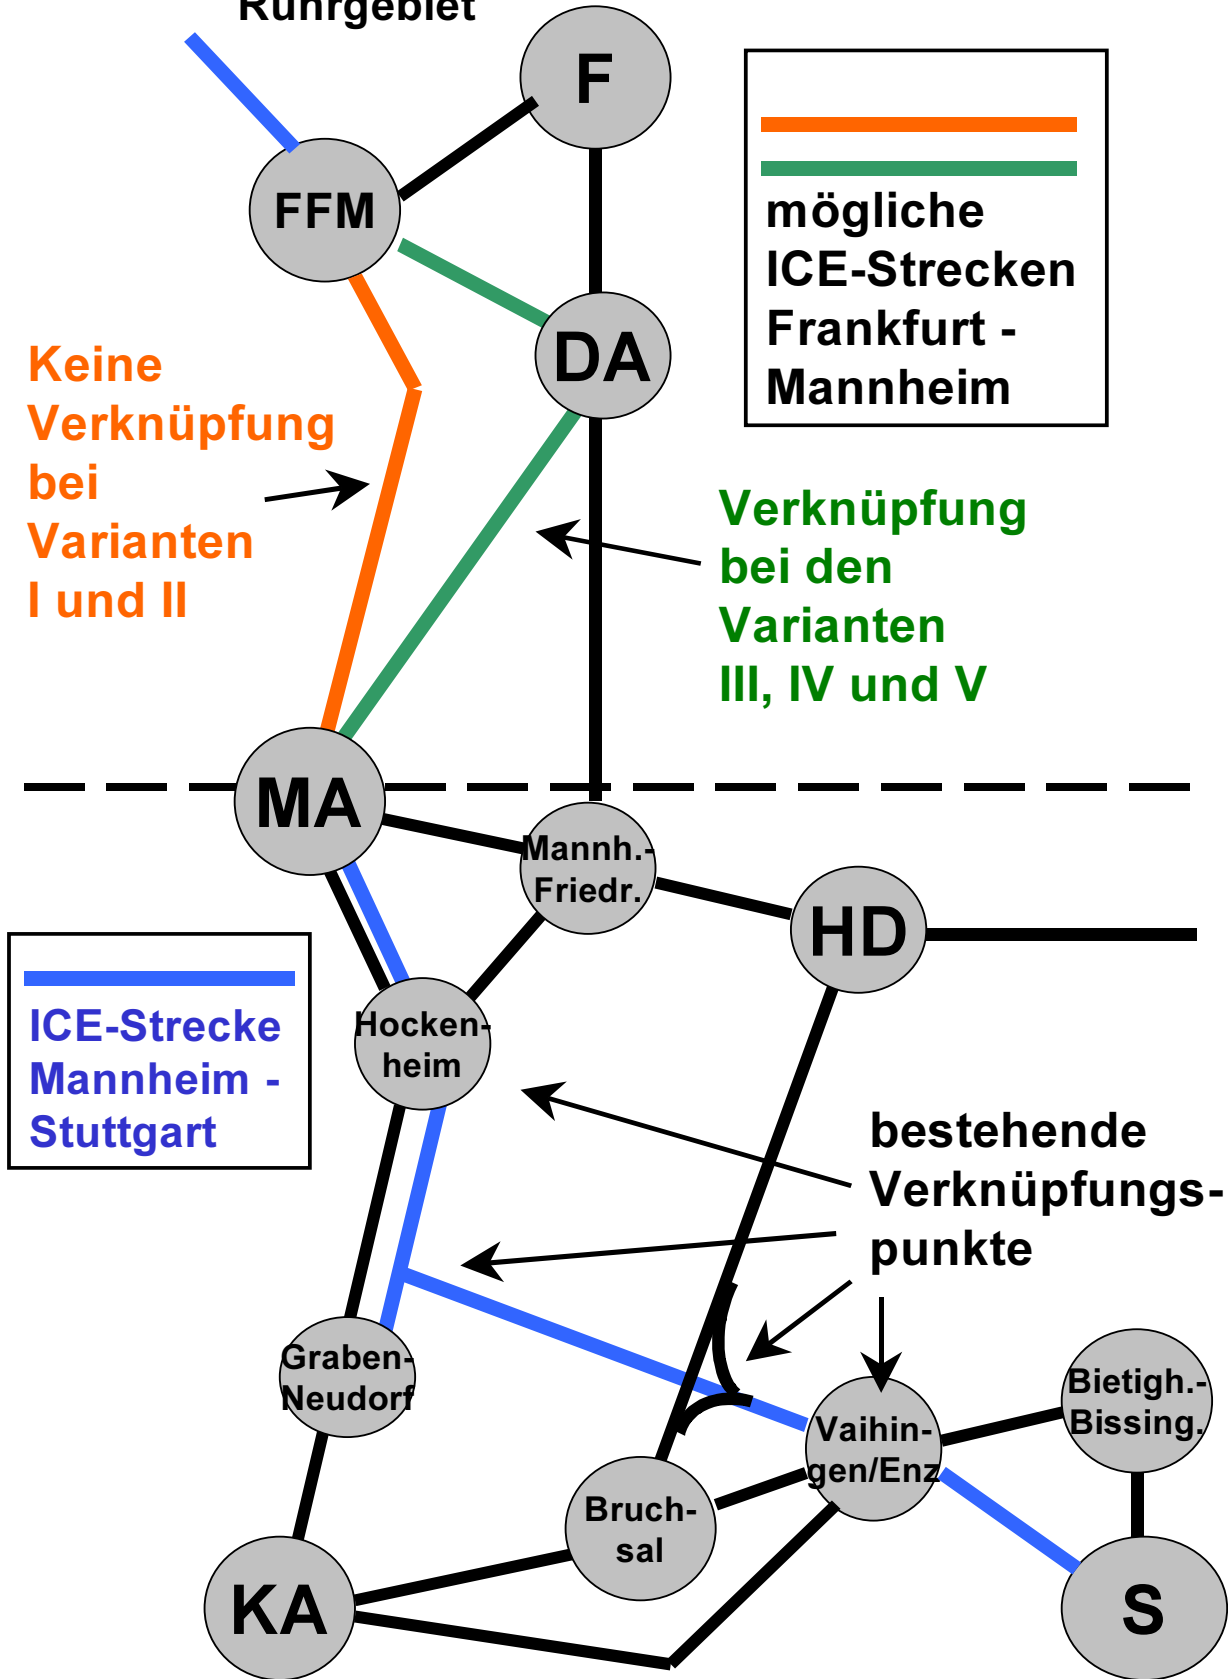 Ruhrgebiet
F
FFM
mögliche
ICE-Strecken
Frankfurt -
Mannheim
DA
Keine
Verknüpfung
bei
Varianten
I und II
Verknüpfung
bei den
Varianten
III, IV und V
MA
Mannh.-
Friedr.
HD
ICE-Strecke
Mannheim -
Stuttgart
Hocken-
heim
bestehende
Verknüpfungs-
punkte
Graben-
Neudorf
Vaihin-
gen/Enz
Bietigh.-
Bissing.
Bruch-
sal
KA
S